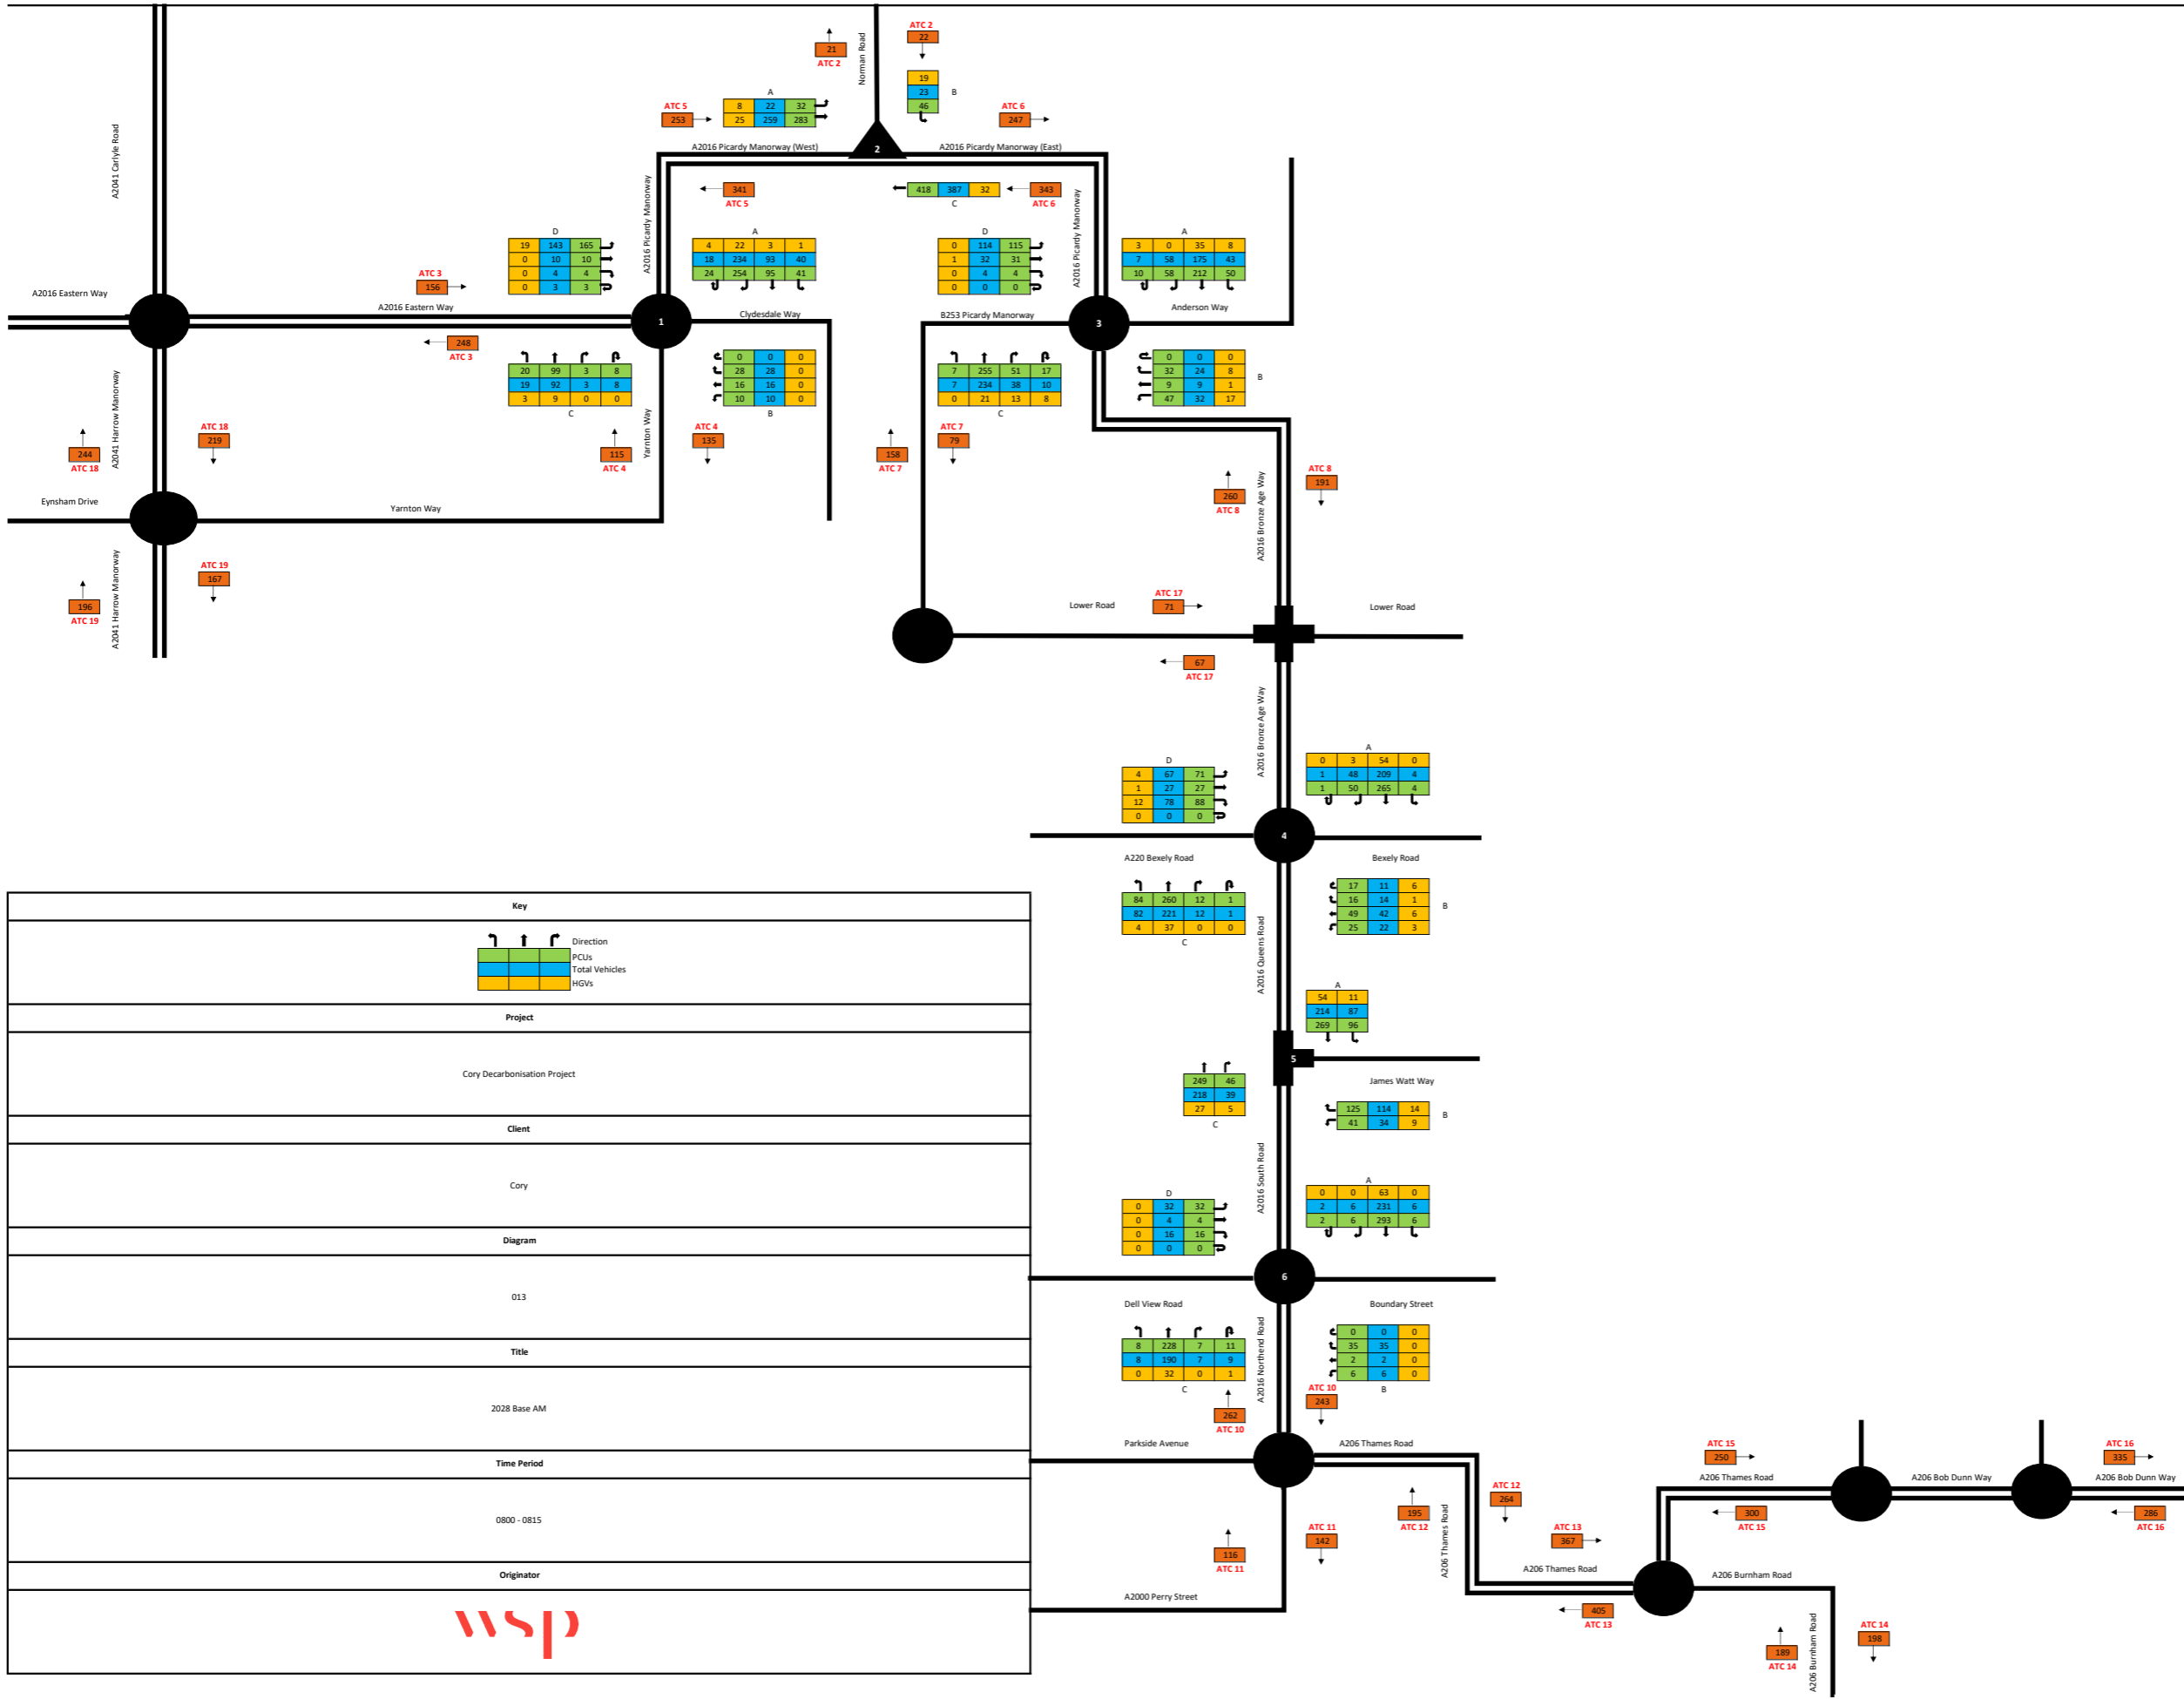 ATC 2
22
21
ATC 2
Norman Road
19
23
B
46
A
8 22 32
25 259 283
ATC 5
253
ATC 6
247
A2016 Picardy Manorway (West)
2
A2016 Picardy Manorway (East)
A2041 Carlyle Road
341
ATC 5
418 387 32
C
343
ATC 6
A2016 Picardy Manorway
A2016 Picardy Manorway
D
19 143 165
0 10 10
0 4 4
0 3 3
A
4 22 3 1
18 234 93 40
24 254 95 41
D
0 114 115
1 32 31
0 4 4
0 0 0
A
3 0 35 8
7 58 175 43
10 58 212 50
ATC 3
156
A2016 Eastern Way
A2016 Eastern Way
1
Clydesdale Way
B253 Picardy Manorway
3
Anderson Way
248
ATC 3
20 99 3 8
19 92 3 8
3 9 0 0
C
0 0 0
28 28 0
16 16 0
10 10 0
B
7 255 51 17
7 234 38 10
0 21 13 8
C
0 0 0
32 24 8
9 9 1
47 32 17
B
A2041 Harrow Manorway
244
ATC 18
ATC 18
219
115
ATC 4
Yarnton Way
ATC 4
135
158
ATC 7
ATC 7
79
260
ATC 8
A2016 Bronze Age Way
ATC 8
191
Eynsham Drive
Yarnton Way
196
ATC 19
A2041 Harrow Manorway
ATC 19
167
Lower Road
ATC 17
71
Lower Road
67
ATC 17
A2016 Bronze Age Way
D
4 67 71
1 27 27
12 78 88
0 0 0
A
0 3 54 0
1 48 209 4
1 50 265 4
4
A220 Bexely Road
Bexely Road
84 260 12 1
82 221 12 1
4 37 0 0
C
A2016 Queens Road
17 11 6
16 14 1
49 42 6
25 22 3
B
A
54 11
214 87
269 96
5
James Watt Way
249 46
218 39
27 5
C
125 114 14
41 34 9
B
A2016 South Road
D
0 32 32
0 4 4
0 16 16
0 0 0
A
0 0 63 0
2 6 231 6
2 6 293 6
6
Dell View Road
Boundary Street
8 228 7 11
8 190 7 9
0 32 0 1
C
A2016 Northend Road
0 0 0
35 35 0
2 2 0
6 6 0
B
262
ATC 10
ATC 10
243
Parkside Avenue
A206 Thames Road
116
ATC 11
ATC 11
142
A2000 Perry Street
195
ATC 12
A206 Thames Road
ATC 12
264
ATC 13
367
A206 Thames Road
405
ATC 13
ATC 15
250
A206 Thames Road
300
ATC 15
A206 Bob Dunn Way
ATC 16
335
A206 Bob Dunn Way
286
ATC 16
A206 Burnham Road
189
ATC 14
A206 Burnham Road
ATC 14
198
Key
Direction
PCUs
Total Vehicles
HGVs
Project
Cory Decarbonisation Project
Client
Cory
Diagram
013
Title
2028 Base AM
Time Period
0800 - 0815
Originator
wsp